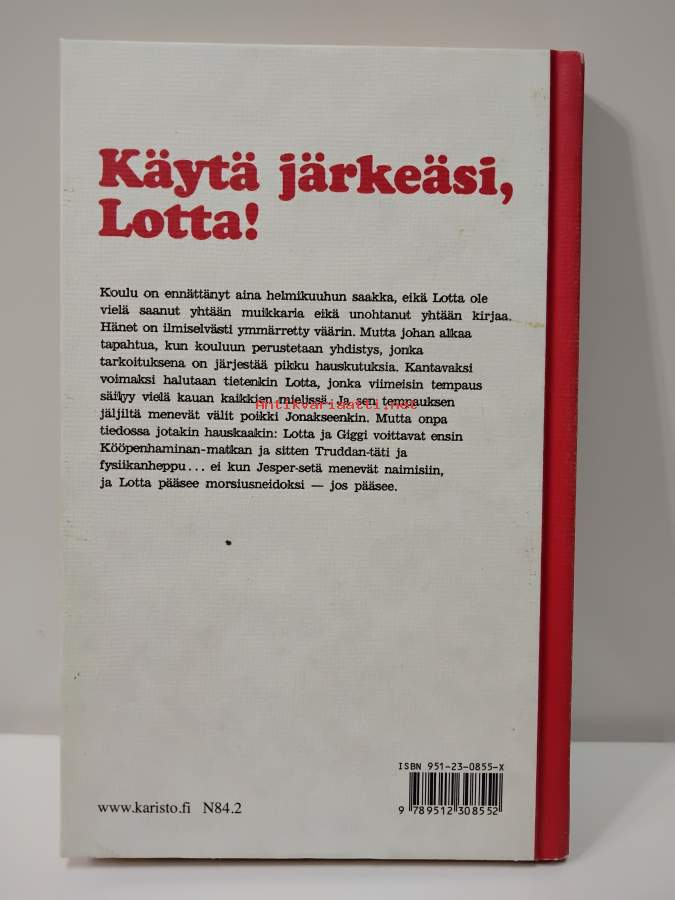 Käytä järkeäsi,
Lotta!
Koulu on ennättänyt aina helmikuuhun saakka, eikä Lotta ole
vielä saanut yhtään muikkaria eikä unohtanut yhtään kirjaa.
Hänet on ilmiselvästi ymmärretty väärin. Mutta johan alkaa
tapahtua, kun kouluun perustetaan yhdistys, jonka
tarkoituksena on järjestää pikku hauskutuksia. Kantavaksi
voimaksi halutaan tietenkin Lotta, jonka viimeisin tempaus
säilyy vielä kauan kaikkien mielissä. Ja sen tempauksen
Antikvariaatti.net
jäljiltä menevät välit poikki Jonakseenkin. Mutta onpa
tiedossa jotakin hauskaakin: Lotta ja Giggi voittavat ensin
Kööpenhaminan-matkan ja sitten Truddan-täti ja
fysiikanheppu... ei kun Jesper-setä menevät naimisiin,
ja Lotta pääsee morsiusneidoksi — jos pääsee.
ISBN 951-23-0855-X
9 789512 308552
www.karisto.fi N84.2